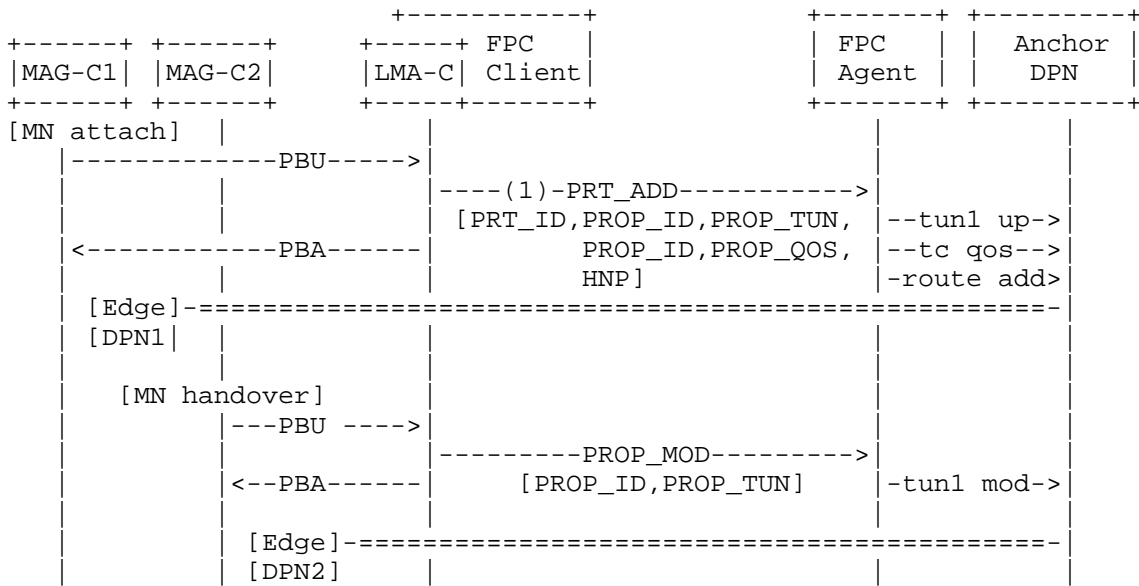 +-----------+              +-------+ +---------+
+------+ +------+     +-----+ FPC       |              | FPC   | |  Anchor |
|MAG-C1| |MAG-C2|     |LMA-C| Client|              | Agent | |   DPN   |
+------+ +------+     +-----+-------+              +-------+ +---------+
[MN attach]  |            |                           |           |
|-------------PBU----->|                           |           |
|         |            |----(1)-PRT_ADD----------->|           |
|         |            | [PRT_ID,PROP_ID,PROP_TUN, |--tun1 up->|
|<------------PBA------|         PROP_ID,PROP_QOS, |--tc qos-->|
|         |            |         HNP]              |-route add>|
| [Edge]-=====================================================-|
| [DPN1|  |            |                           |           |
|         |            |                           |           |
|   [MN handover]      |                           |           |
|         |---PBU ---->|                           |           |
|         |            |---------PROP_MOD--------->|           |
|         |<--PBA------|     [PROP_ID,PROP_TUN]    |-tun1 mod->|
|         |            |                           |           |
|         | [Edge]-===========================================-|
|         | [DPN2]     |                           |           |